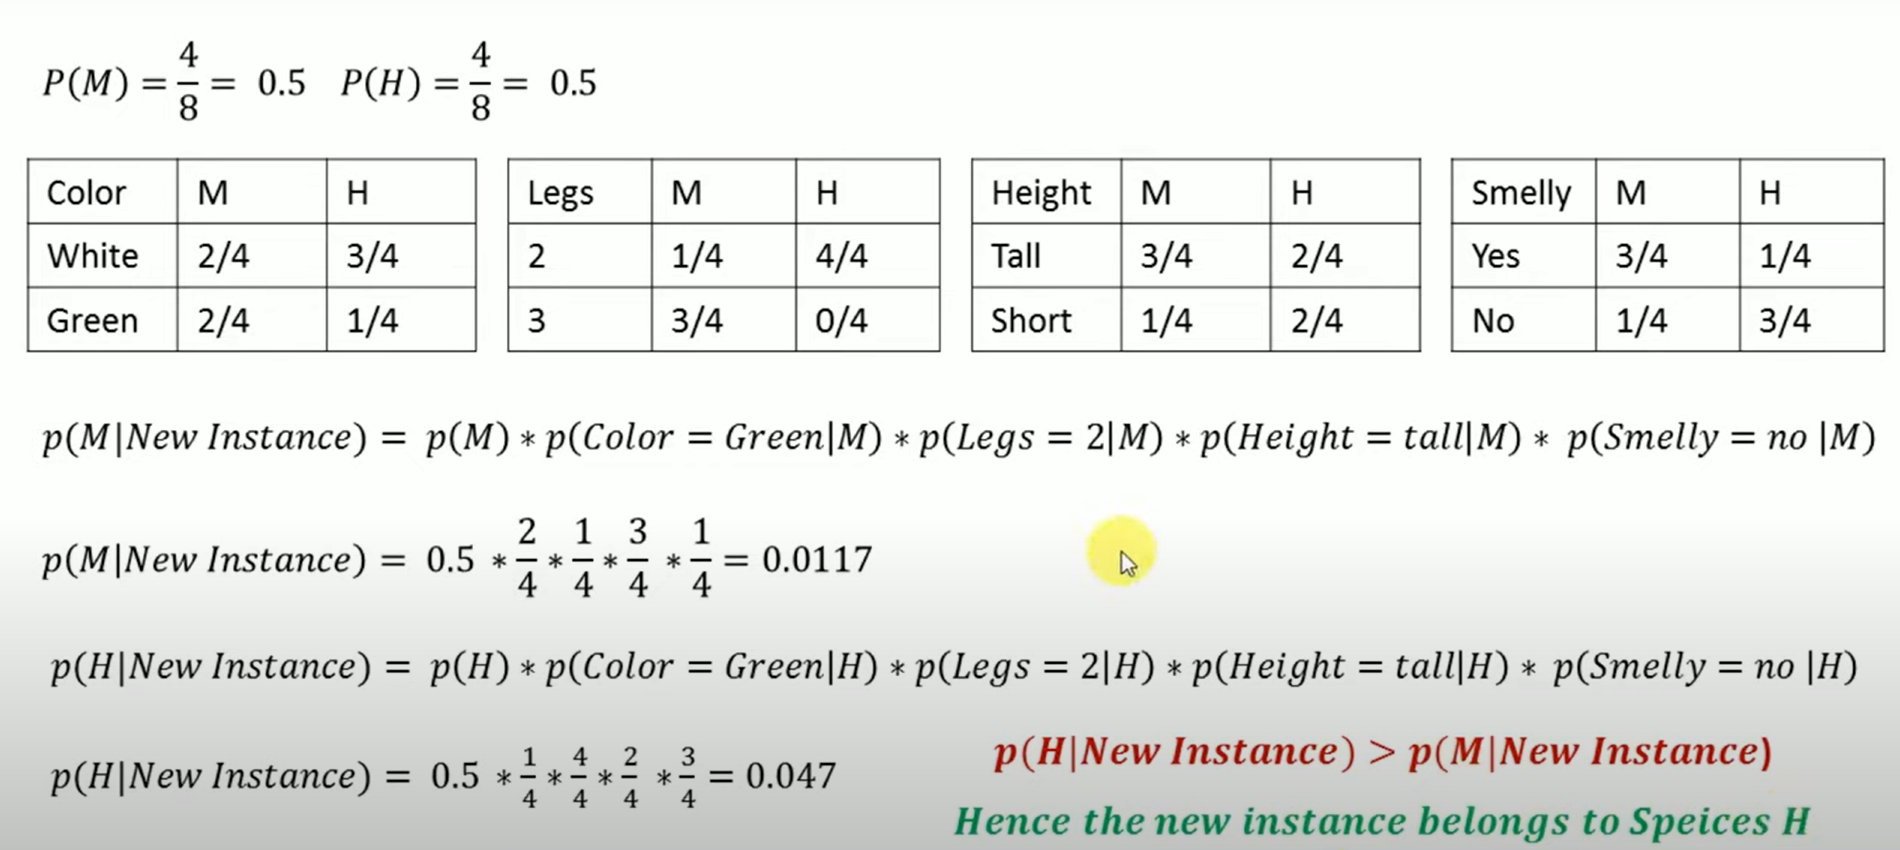 P(M) = 4/8 = 0.5 P(H) = 4/8 = 0.5
Color M H
White 2/4 3/4
Green 2/4 1/4
Legs M H
2 1/4 4/4
3 3/4 0/4
Height M H
Tall 3/4 2/4
Short 1/4 2/4
Smelly M H
Yes 3/4 1/4
No 1/4 3/4
p(M|New Instance) = p(M) * p(Color = Green|M) * p(Legs = 2|M) * p(Height = tall|M) * p(Smelly = no |M)
p(M|New Instance) = 0.5 * 2/4 * 1/4 * 3/4 * 1/4 = 0.0117
p(H|New Instance) = p(H) * p(Color = Green|H) * p(Legs = 2|H) * p(Height = tall|H) * p(Smelly = no |H)
p(H|New Instance) = 0.5 * 1/4 * 4/4 * 2/4 * 3/4 = 0.047
p(H|New Instance) > p(M|New Instance)
Hence the new instance belongs to Speices H